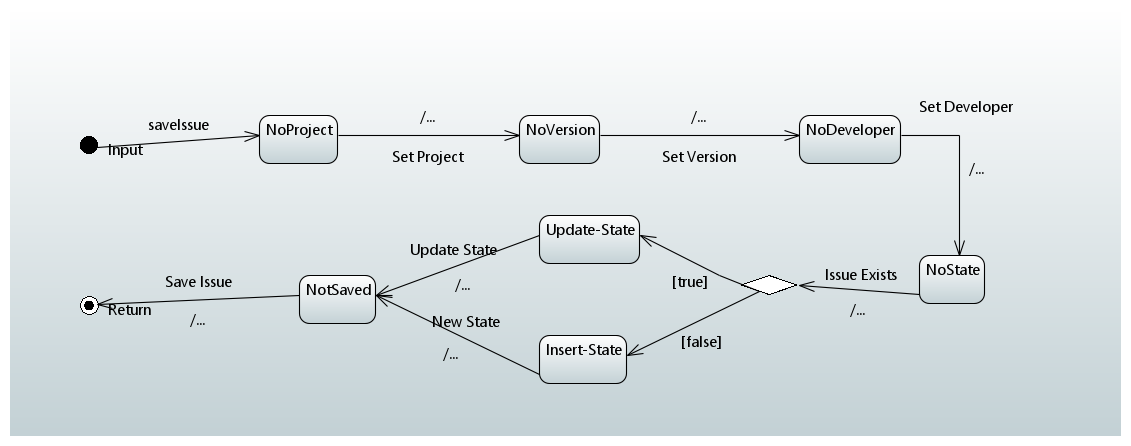 Set Developer
saveIssue
/...
/...
NoProject
NoVersion
NoDeveloper
Input
Set Project
Set Version
/...
Update-State
Update State
NoState
Issue Exists
[true]
Save Issue
/...
NotSaved
Return
/...
/...
New State
[false]
Insert-State
/...